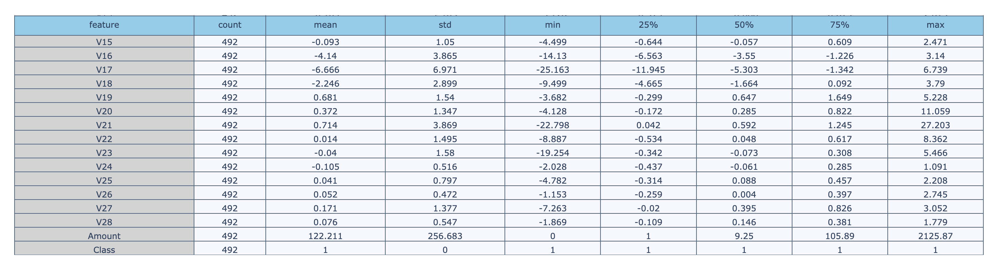 feature count mean std min 25% 50% 75% max
V15 492 -0.093 1.05 -4.499 -0.644 -0.057 0.609 2.471
V16 492 -4.14 3.865 -14.13 -6.563 -3.55 -1.226 3.14
V17 492 -6.666 6.971 -25.163 -11.945 -5.303 -1.342 6.739
V18 492 -2.246 2.899 -9.499 -4.665 -1.664 0.092 3.79
V19 492 0.681 1.54 -3.682 -0.299 0.647 1.649 5.228
V20 492 0.372 1.347 -4.128 -0.172 0.285 0.822 11.059
V21 492 0.714 3.869 -22.798 0.042 0.592 1.245 27.203
V22 492 0.014 1.495 -8.887 -0.534 0.048 0.617 8.362
V23 492 -0.04 1.58 -19.254 -0.342 -0.073 0.308 5.466
V24 492 -0.105 0.516 -2.028 -0.437 -0.061 0.285 1.091
V25 492 0.041 0.797 -4.782 -0.314 0.088 0.457 2.208
V26 492 0.052 0.472 -1.153 -0.259 0.004 0.397 2.745
V27 492 0.171 1.377 -7.263 -0.02 0.395 0.826 3.052
V28 492 0.076 0.547 -1.869 -0.109 0.146 0.381 1.779
Amount 492 122.211 256.683 0 1 9.25 105.89 2125.87
Class 492 1 0 1 1 1 1 1